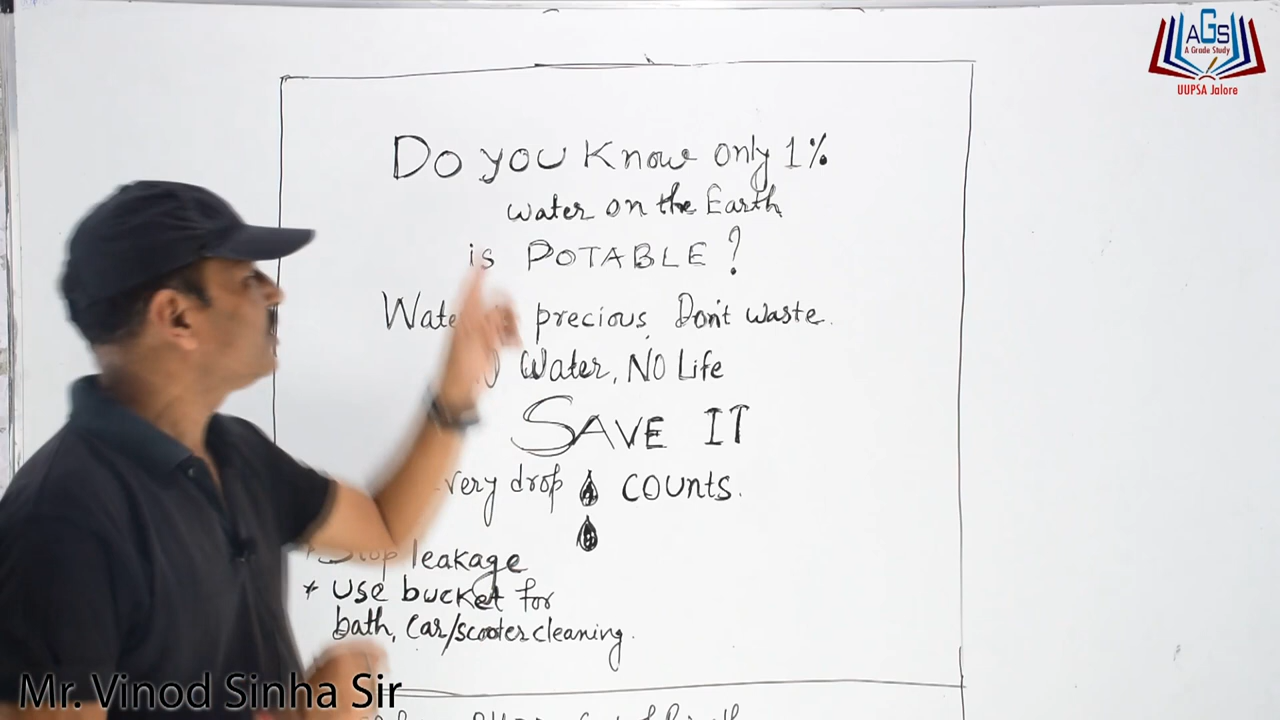 AGS
A Grade Study
UUPSA Jalore
Do you Know only 1%
water on the Earth
is POTABLE ?
precious, Don't waste.
Water, NO Life
SAVE IT
drop COUNTS.
leakage
* Use bucket for
bath, Car/scooter cleaning.
Mr. Vinod Sinha Sir